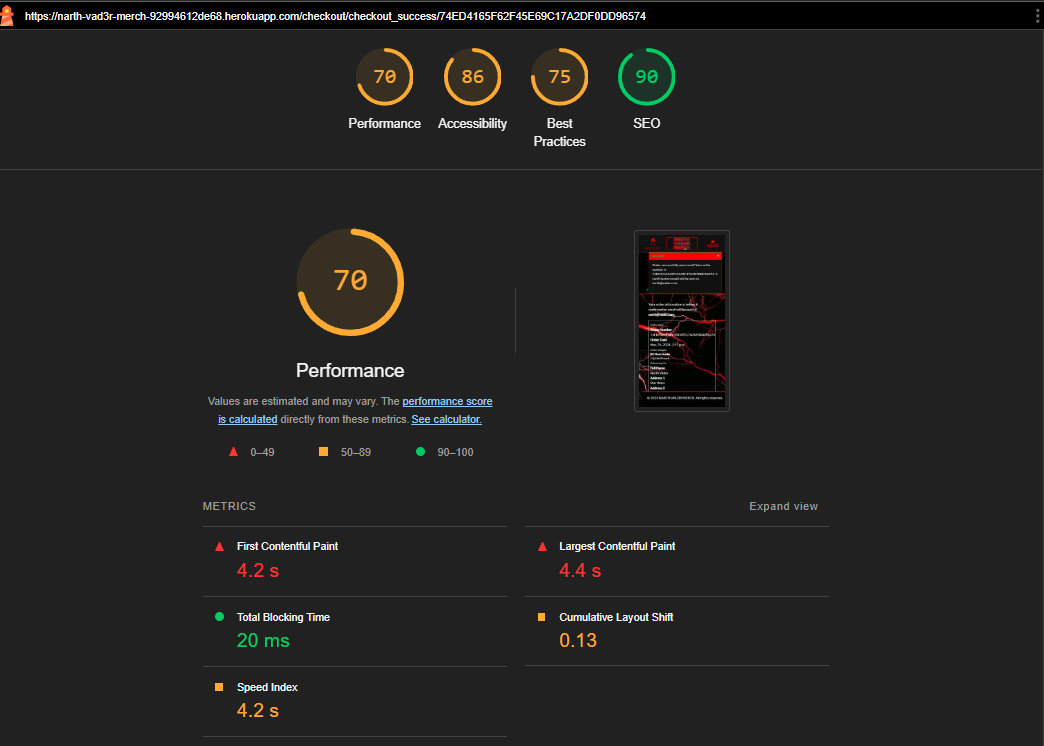 https://narth-vad3r-merch-92994612de68.herokuapp.com/checkout/checkout_success/74ED4165F62F45E69C17A2DF0DD96574
70
86
75
90
Performance
Accessibility
Best
Practices
SEO
70
Performance
Values are estimated and may vary. The performance score
is calculated directly from these metrics. See calculator.
0–49
50–89
90–100
METRICS
Expand view
First Contentful Paint
4.2 s
Largest Contentful Paint
4.4 s
Total Blocking Time
20 ms
Cumulative Layout Shift
0.13
Speed Index
4.2 s